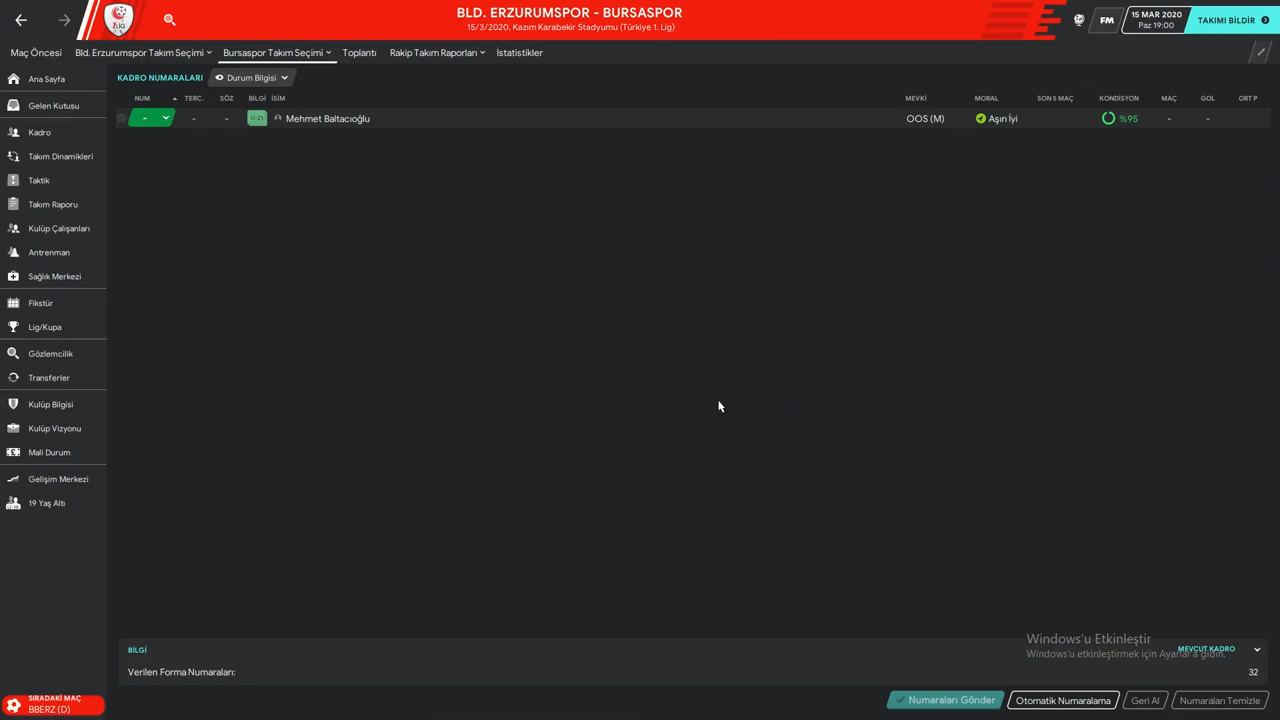 BLD. ERZURUMSPOR - BURSASPOR
15/3/2020, Kazım Karabekir Stadyumu (Türkiye 1. Lig)
FM
15 MAR 2020
Paz 19:00
TAKIMI BİLDİR
Maç Öncesi
Bld. Erzurumspor Takım Seçimi
Bursaspor Takım Seçimi
Toplantı
Rakip Takım Raporları
İstatistikler
Ana Sayfa
Gelen Kutusu
Kadro
Takım Dinamikleri
Taktik
Takım Raporu
Kulüp Çalışanları
Antrenman
Sağlık Merkezi
Fikstür
Lig/Kupa
Gözlemcilik
Transferler
Kulüp Bilgisi
Kulüp Vizyonu
Mali Durum
Gelişim Merkezi
19 Yaş Altı
SIRADAKİ MAÇ
BBERZ (D)
KADRO NUMARALARI
Durum Bilgisi
NUM TERC. SÖZ BİLGİ İSİM MEVKİ MORAL SON 5 MAÇ KONDİSYON MAÇ GOL ORT P
- - - U-21 Mehmet Baltacıoğlu OOS (M) Aşırı İyi %95 - -
BİLGİ
MEVCUT KADRO
Verilen Forma Numaraları: 32
Windows'u Etkinleştir
Windows'u etkinleştirmek için Ayarlar'a gidin.
Numaraları Gönder
Otomatik Numaralama
Geri Al
Numaraları Temizle